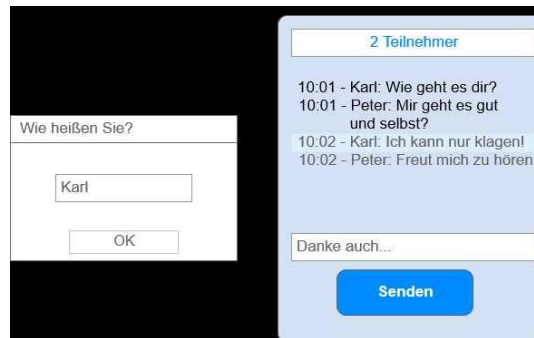 Wie heißen Sie?
Karl
OK
2 Teilnehmer
10:01 - Karl: Wie geht es dir?
10:01 - Peter: Mir geht es gut
und selbst?
10:02 - Karl: Ich kann nur klagen!
10:02 - Peter: Freut mich zu hören
Danke auch...
Senden